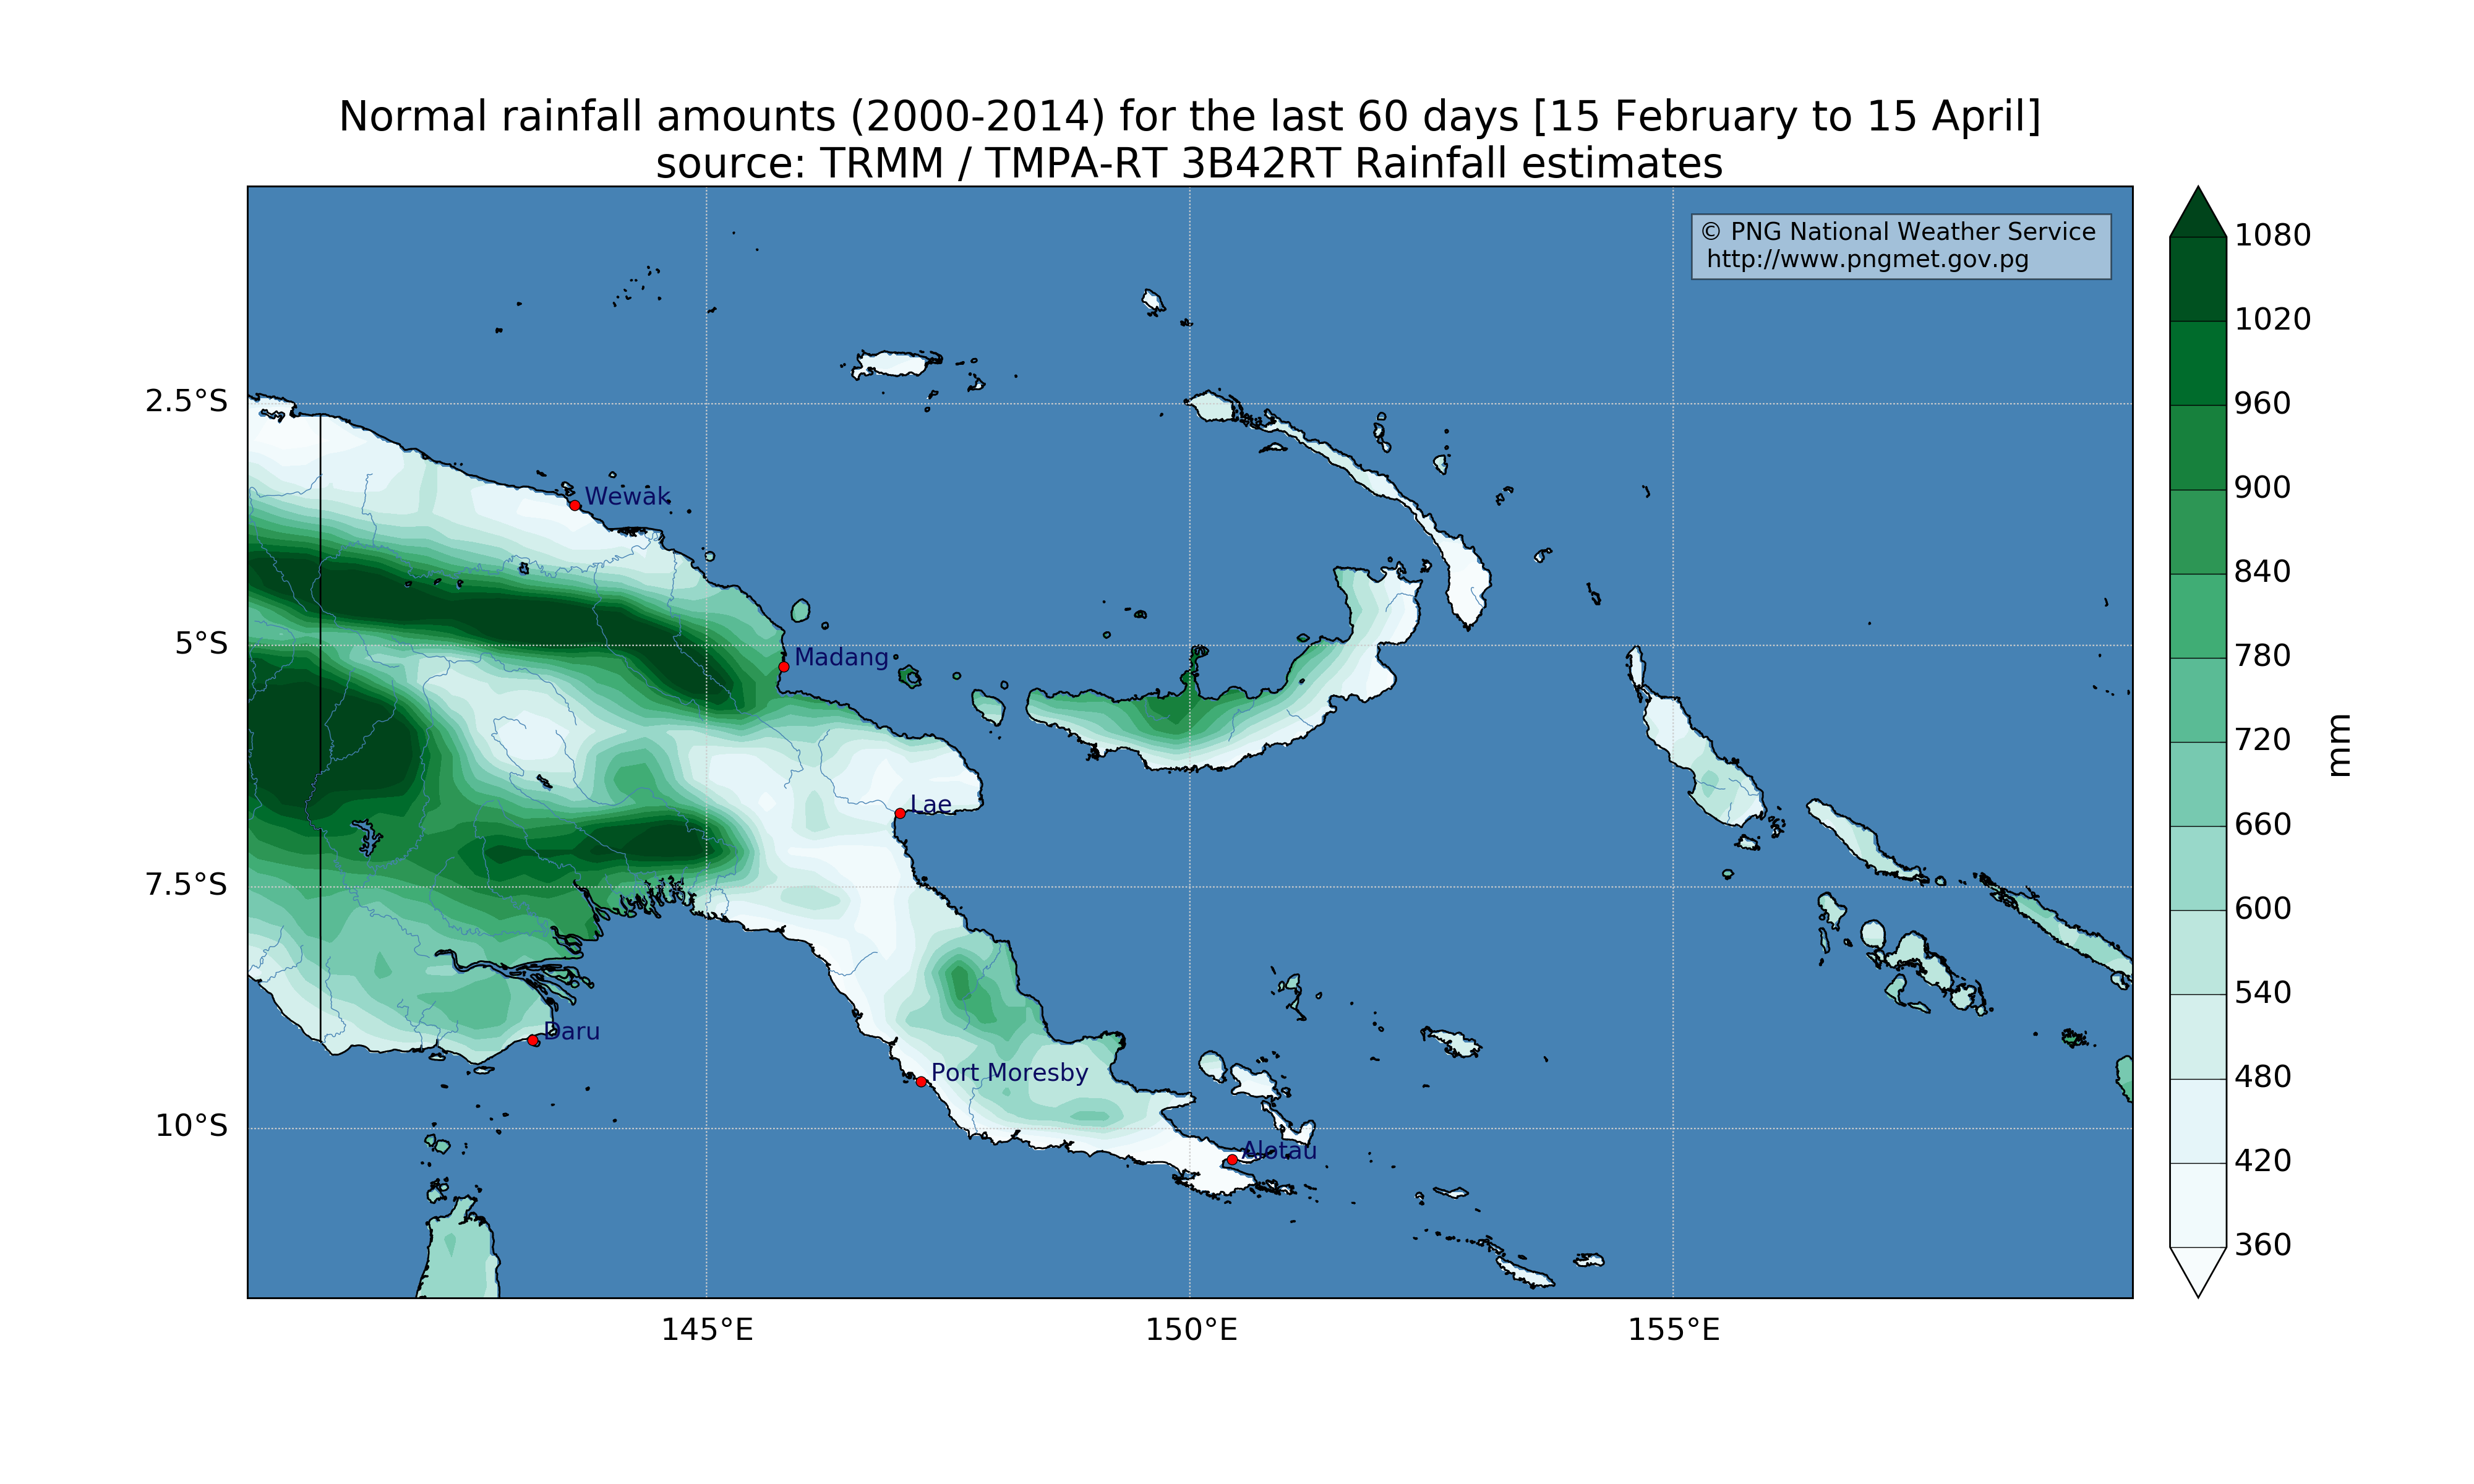 Normal rainfall amounts (2000-2014) for the last 60 days [15 February to 15 April]
source: TRMM / TMPA-RT 3B42RT Rainfall estimates
© PNG National Weather Service
http://www.pngmet.gov.pg
1080
1020
960
900
840
780
720
660
600
540
480
420
360
mm
2.5°S
5°S
7.5°S
10°S
Wewak
Madang
Lae
Daru
Port Moresby
Alotau
145°E
150°E
155°E